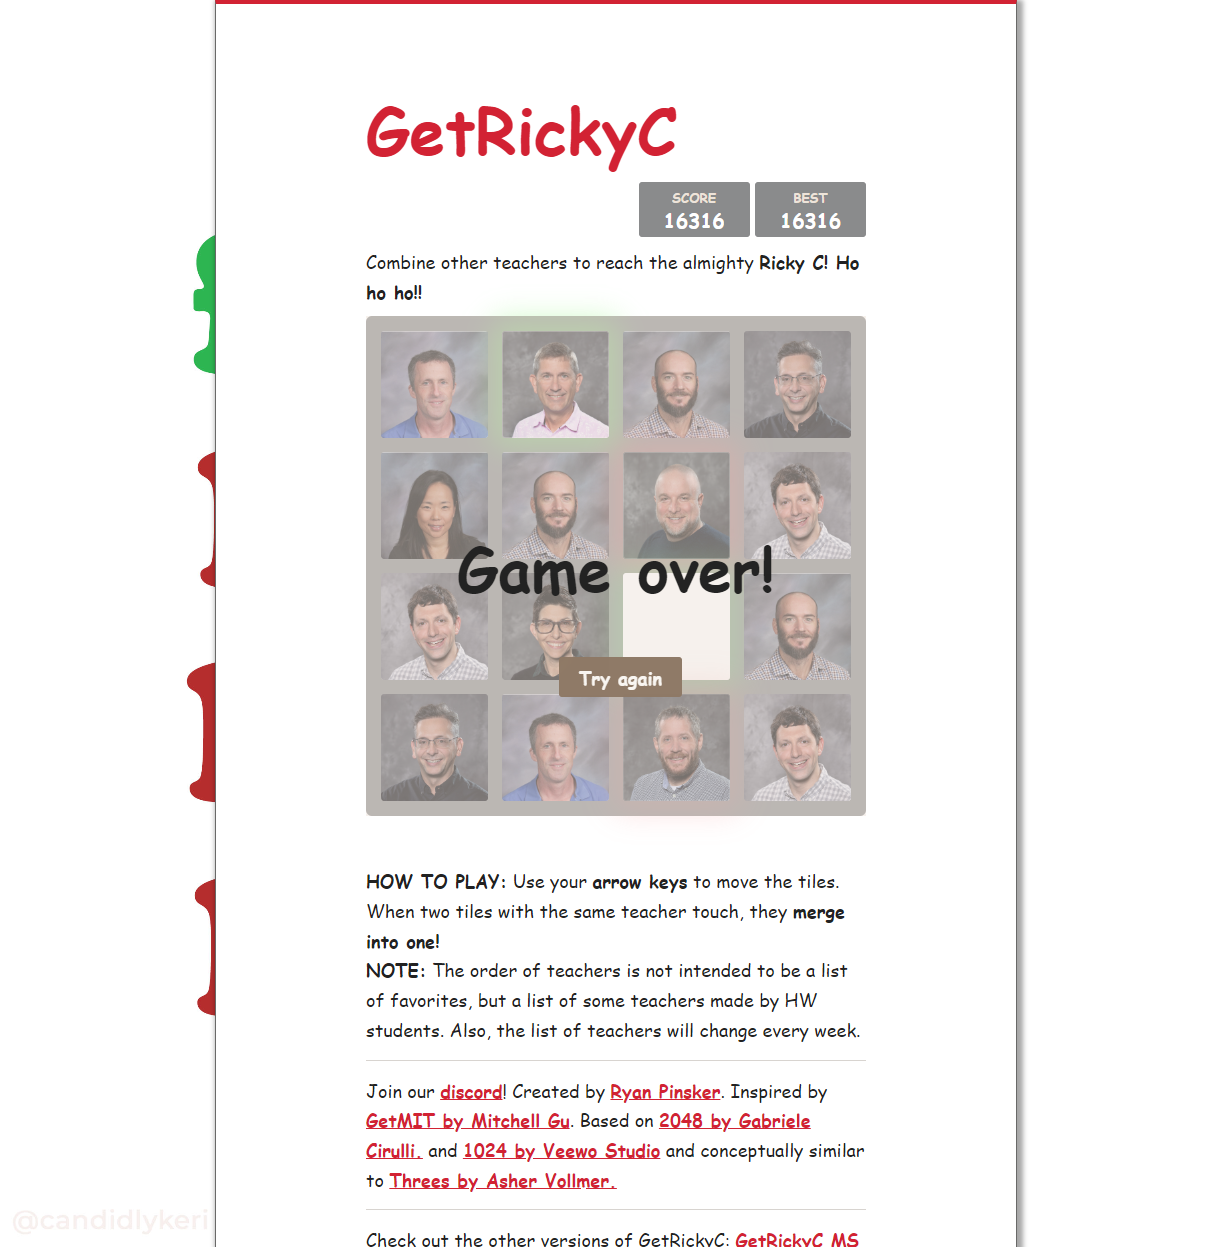 GetRickyC
SCORE
16316
BEST
16316
Combine other teachers to reach the almighty Ricky C! Ho
ho ho!!
Game over!
Try again
HOW TO PLAY: Use your arrow keys to move the tiles.
When two tiles with the same teacher touch, they merge
into one!
NOTE: The order of teachers is not intended to be a list
of favorites, but a list of some teachers made by HW
students. Also, the list of teachers will change every week.
Join our discord! Created by Ryan Pinsker. Inspired by
GetMIT by Mitchell Gu. Based on 2048 by Gabriele
Cirulli. and 1024 by Veewo Studio and conceptually similar
to Threes by Asher Vollmer.
@candidlykeri
Check out the other versions of GetRickyC: GetRickyC MS